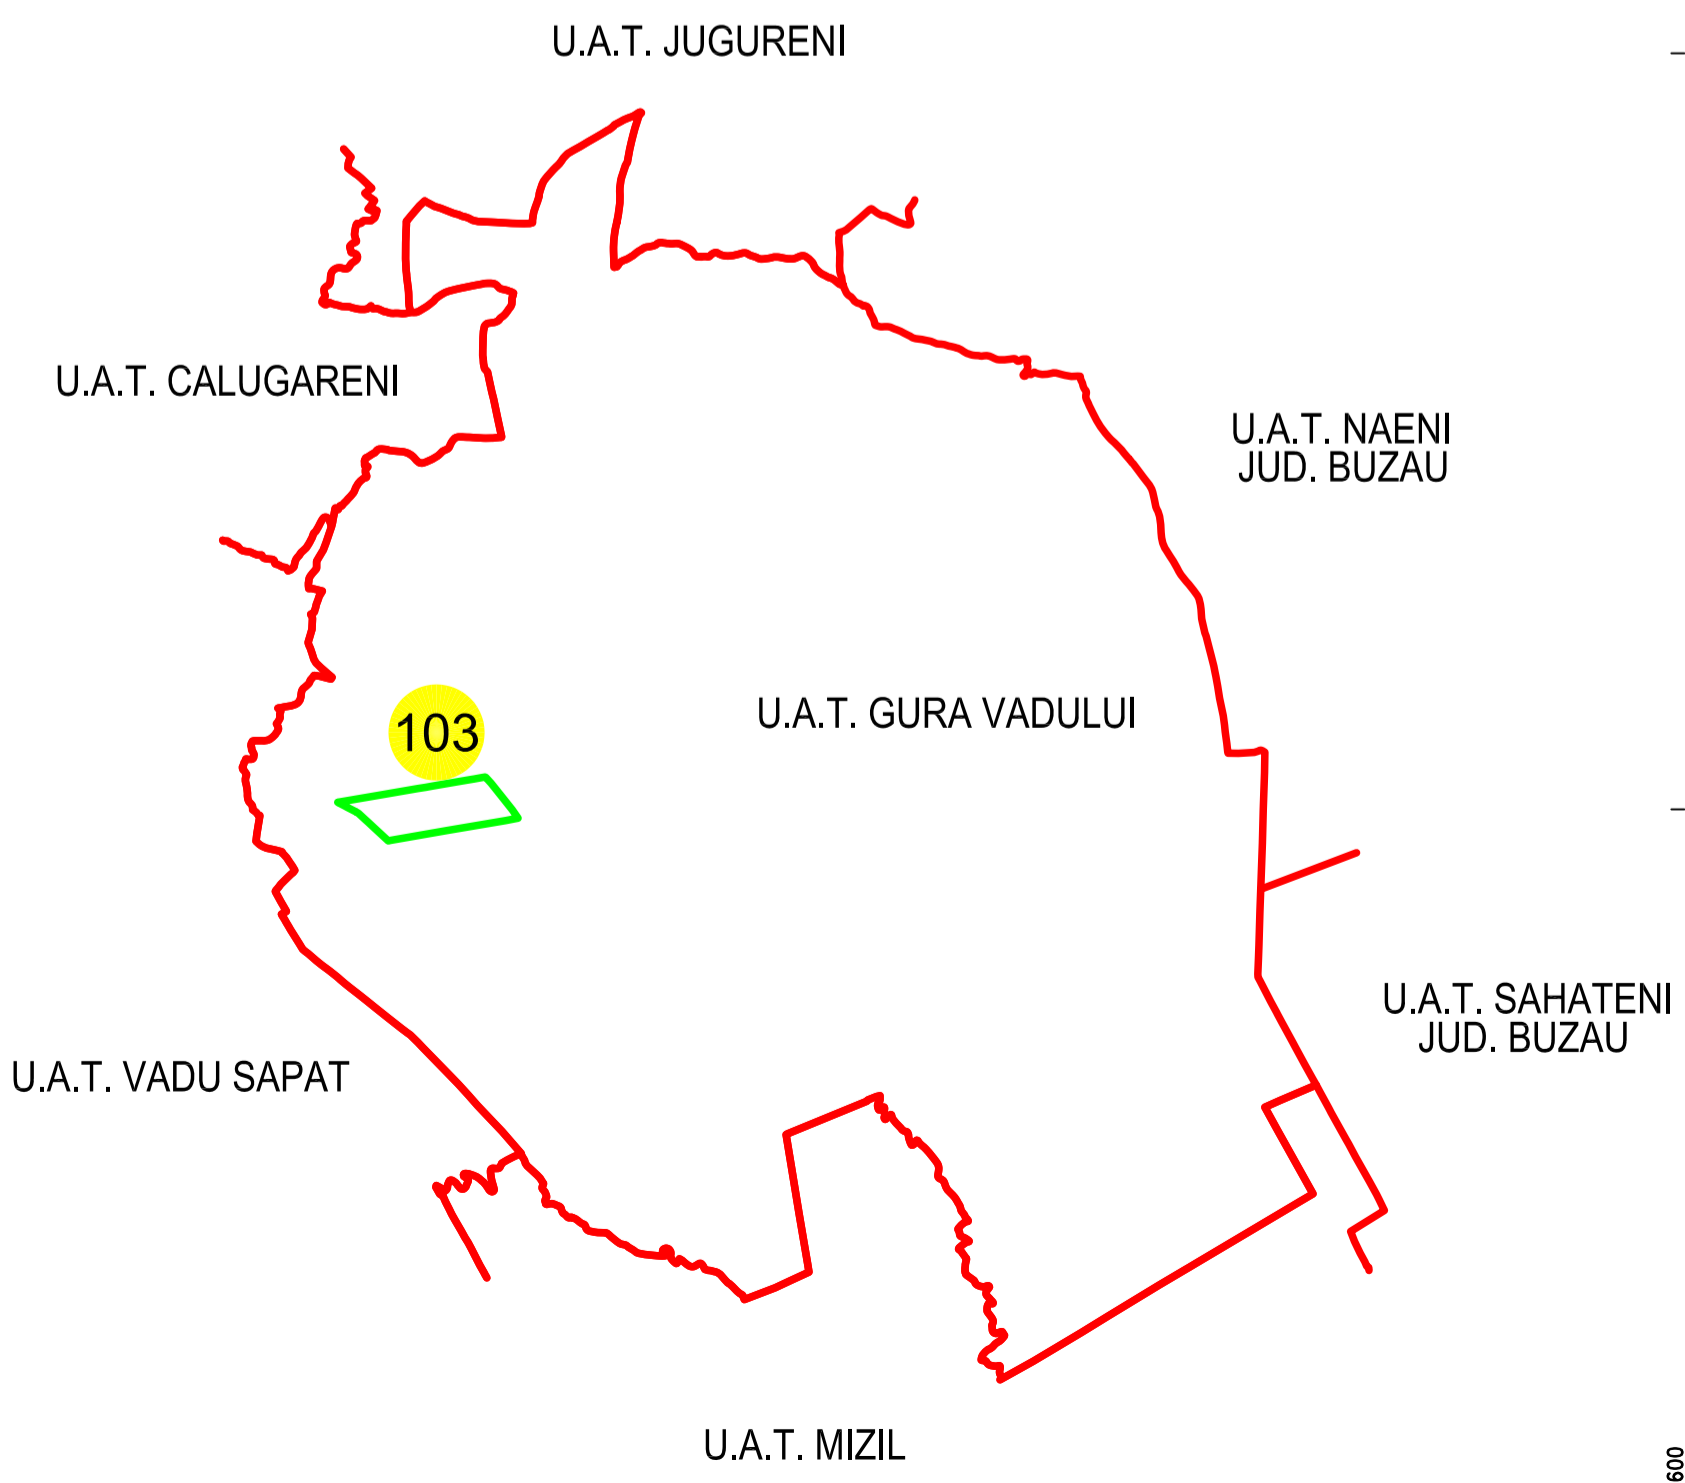 U.A.T. JUGURENI
U.A.T. CALUGARENI
U.A.T. NAENI
JUD. BUZAU
103
U.A.T. GURA VADULUI
U.A.T. SAHATENI
JUD. BUZAU
U.A.T. VADU SAPAT
U.A.T. MIZIL
600